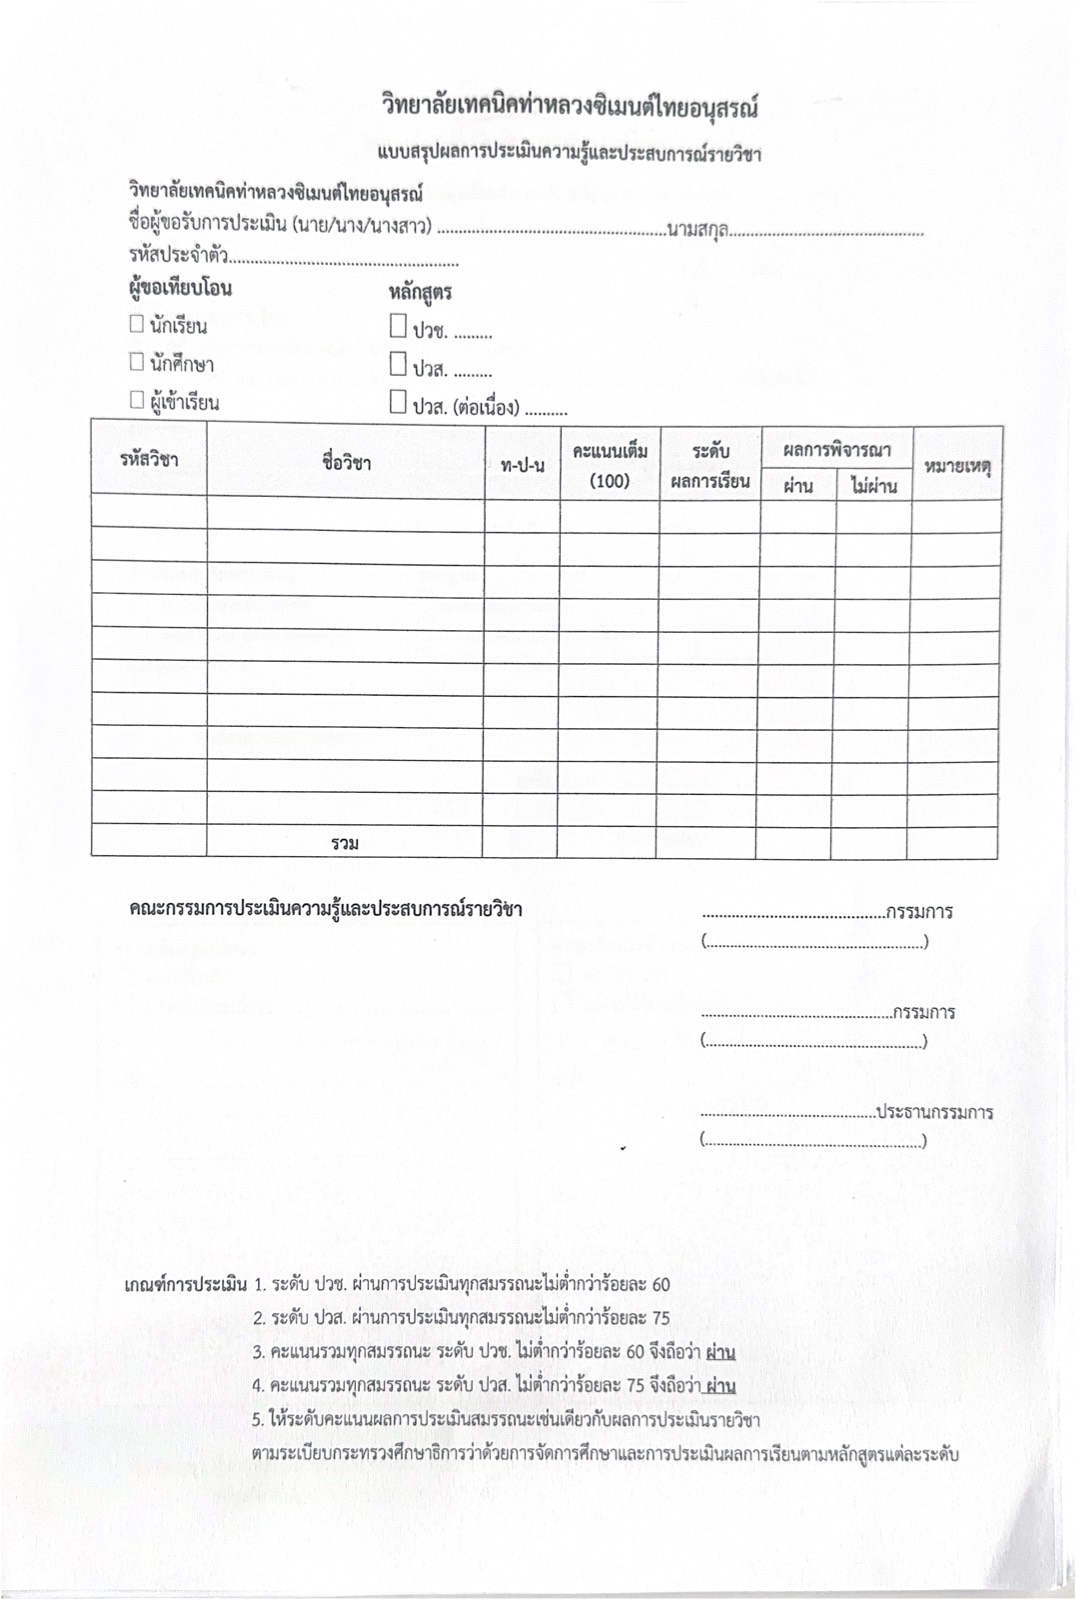 วิทยาลัยเทคนิคท่าหลวงซิเมนต์ไทยอนุสรณ์
แบบสรุปผลการประเมินความรู้และประสบการณ์รายวิชา
วิทยาลัยเทคนิคท่าหลวงซิเมนต์ไทยอนุสรณ์
ชื่อผู้ขอรับการประเมิน (นาย/นาง/นางสาว) ......................................................นามสกุล..............................................
รหัสประจำตัว......................................................
ผู้ขอเทียบโอน หลักสูตร
☐ นักเรียน ☐ ปวช. .........
☐ นักศึกษา ☐ ปวส. .........
☐ ผู้เข้าเรียน ☐ ปวส. (ต่อเนื่อง) ..........
รหัสวิชา ชื่อวิชา ท-ป-น คะแนนเต็ม (100) ระดับ ผลการเรียน ผลการพิจารณา หมายเหตุ
ผ่าน ไม่ผ่าน
รวม
คณะกรรมการประเมินความรู้และประสบการณ์รายวิชา ............................................กรรมการ
(....................................................)
..............................................กรรมการ
(....................................................)
..........................................ประธานกรรมการ
(....................................................)
เกณฑ์การประเมิน 1. ระดับ ปวช. ผ่านการประเมินทุกสมรรถนะไม่ต่ำกว่าร้อยละ 60
2. ระดับ ปวส. ผ่านการประเมินทุกสมรรถนะไม่ต่ำกว่าร้อยละ 75
3. คะแนนรวมทุกสมรรถนะ ระดับ ปวช. ไม่ต่ำกว่าร้อยละ 60 จึงถือว่า ผ่าน
4. คะแนนรวมทุกสมรรถนะ ระดับ ปวส. ไม่ต่ำกว่าร้อยละ 75 จึงถือว่า ผ่าน
5. ให้ระดับคะแนนผลการประเมินสมรรถนะเช่นเดียวกับผลการประเมินรายวิชา
ตามระเบียบกระทรวงศึกษาธิการว่าด้วยการจัดการศึกษาและการประเมินผลการเรียนตามหลักสูตรแต่ละระดับ